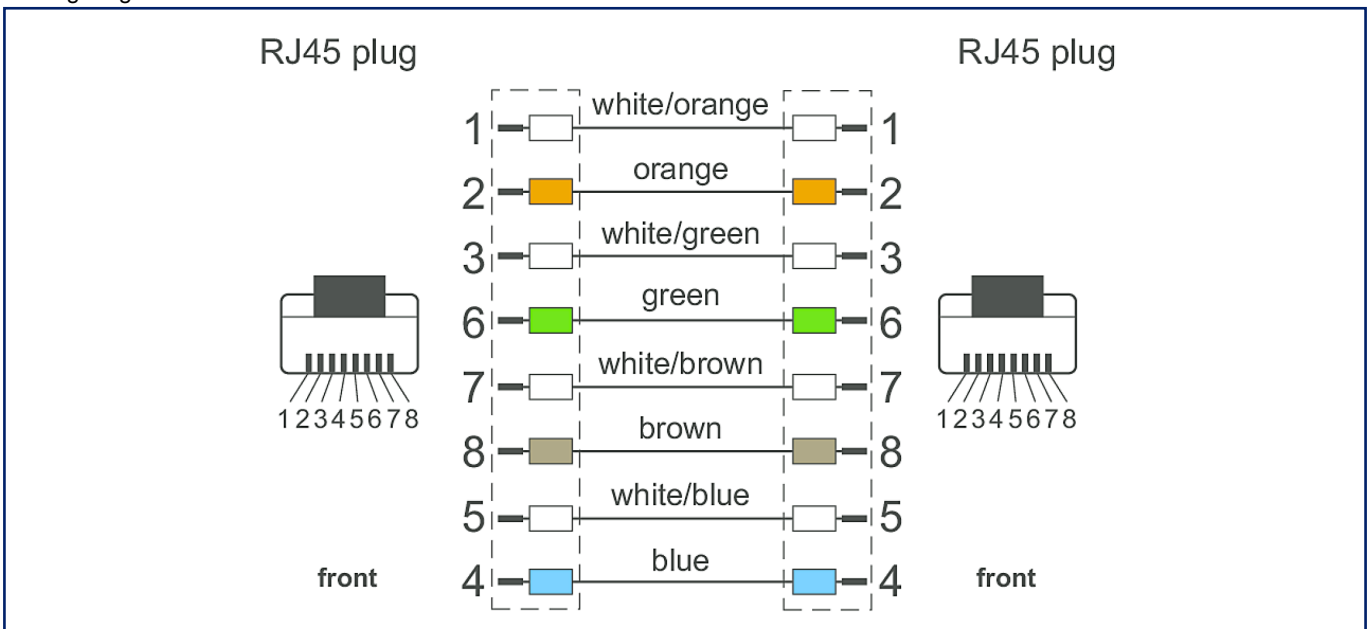 RJ45 plug RJ45 plug
white/orange
1 1
orange
2 2
white/green
3 3
green
6 6
white/brown
7 7
12345678 12345678
brown
8 8
white/blue
5 5
blue
front 4 4 front